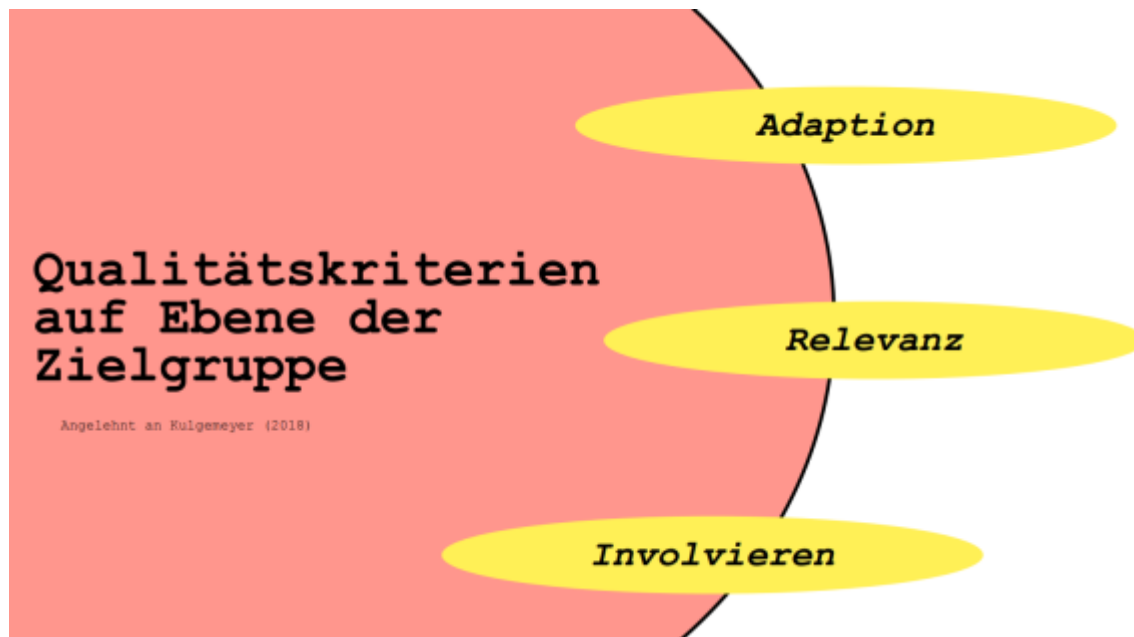 Adaption
Qualitätskriterien
auf Ebene der
Zielgruppe
Relevanz
Angelehnt an Kulgemeyer (2018)
Involvieren